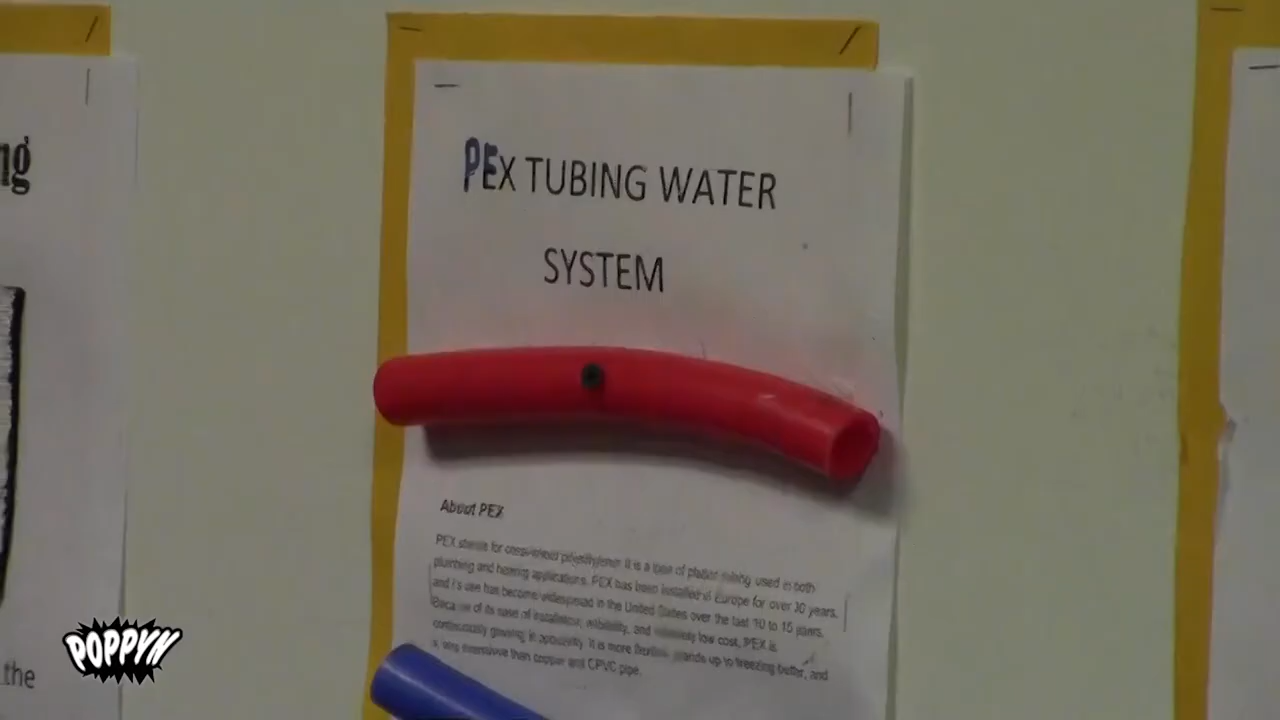 ng
PEX TUBING WATER
SYSTEM
About PEX
PEX stands for cross-linked polyethylene. It is a type of plastic tubing used in both
plumbing and heating applications. PEX has been installed in Europe for over 30 years,
and it's use has become widespread in the United States over the last 10 to 15 years.
Because of its ease of installation, reliability, and relatively low cost, PEX is
continuously growing in popularity. It is more flexible, stands up to freezing better, and
is less expensive than copper and CPVC pipe.
the
POPPYN